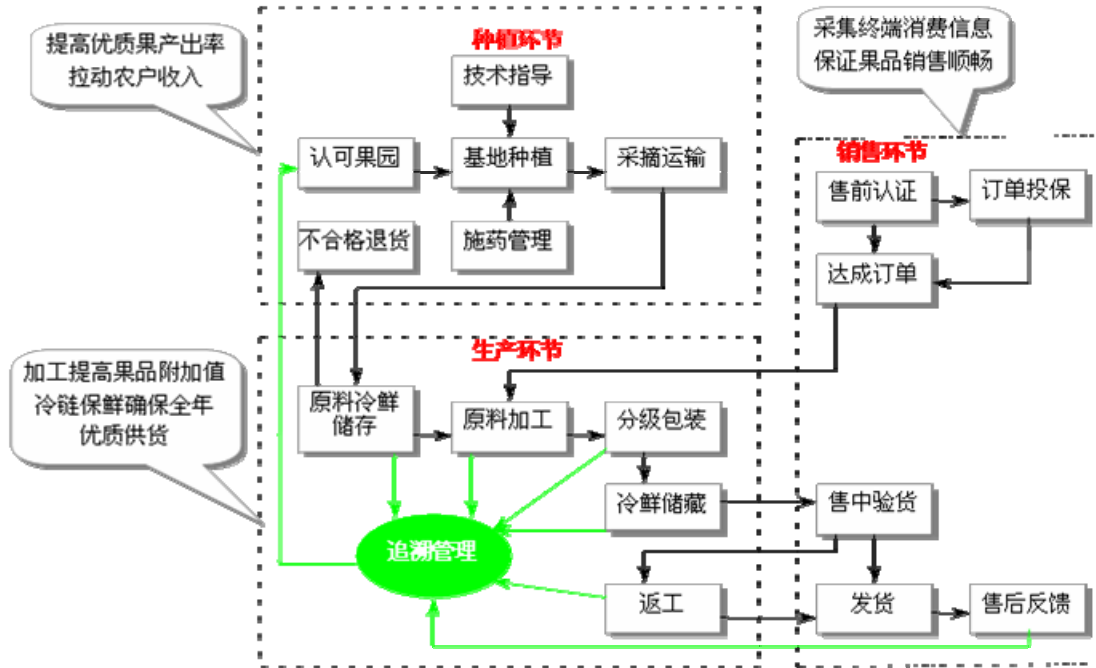 提高优质果产出率
拉动农户收入
种植环节
技术指导
认可果园
基地种植
采摘运输
不合格退货
施药管理
采集终端消费信息
保证果品销售顺畅
销售环节
售前认证
订单投保
达成订单
加工提高果品附加值
冷链保鲜确保全年
优质供货
生产环节
原料冷鲜
储存
原料加工
分级包装
冷鲜储藏
追溯管理
返工
售中验货
发货
售后反馈